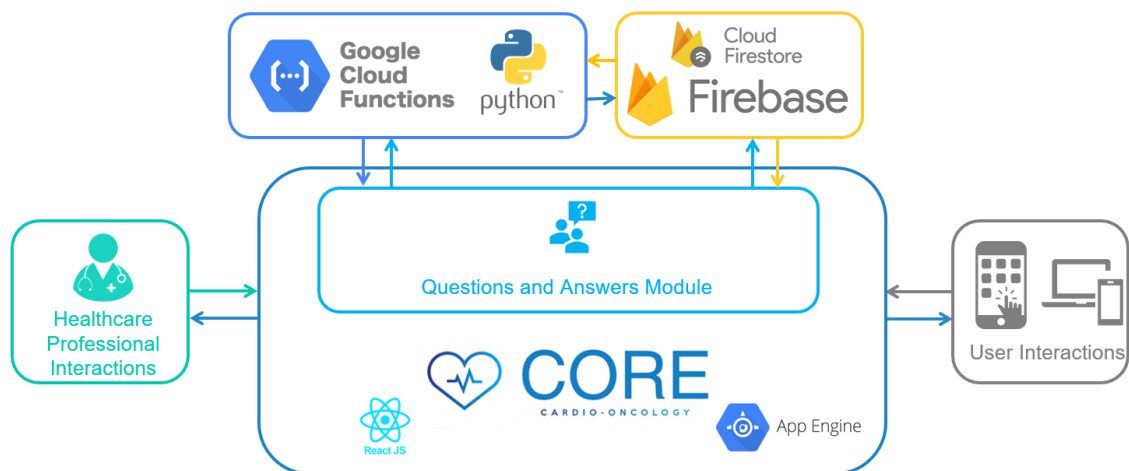 Google
Cloud
Functions
python™
Cloud
Firestore
Firebase
?
Questions and Answers Module
Healthcare
Professional
Interactions
User Interactions
CORE
CARDIO-ONCOLOGY
React JS
App Engine